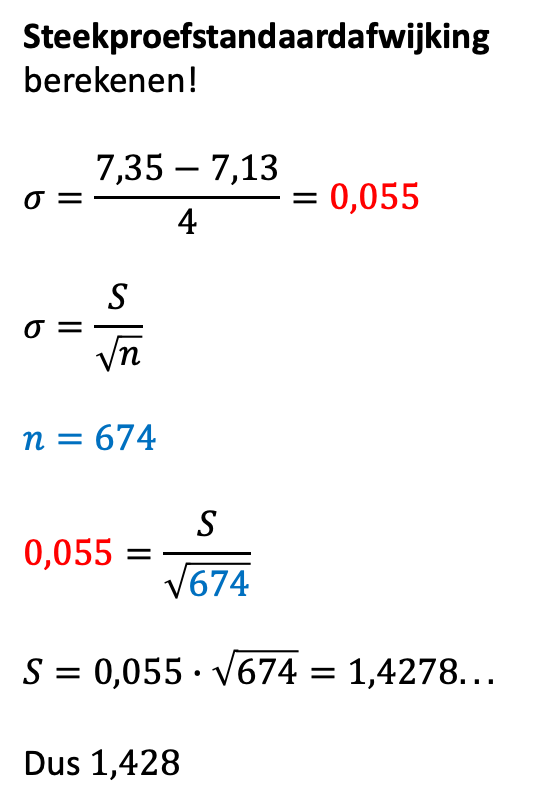 Steekproefstandaardafwijking
berekenen!
σ = (7,35 − 7,13)/4 = 0,055
σ = S/√n
n = 674
0,055 = S/√674
S = 0,055 · √674 = 1,4278…
Dus 1,428